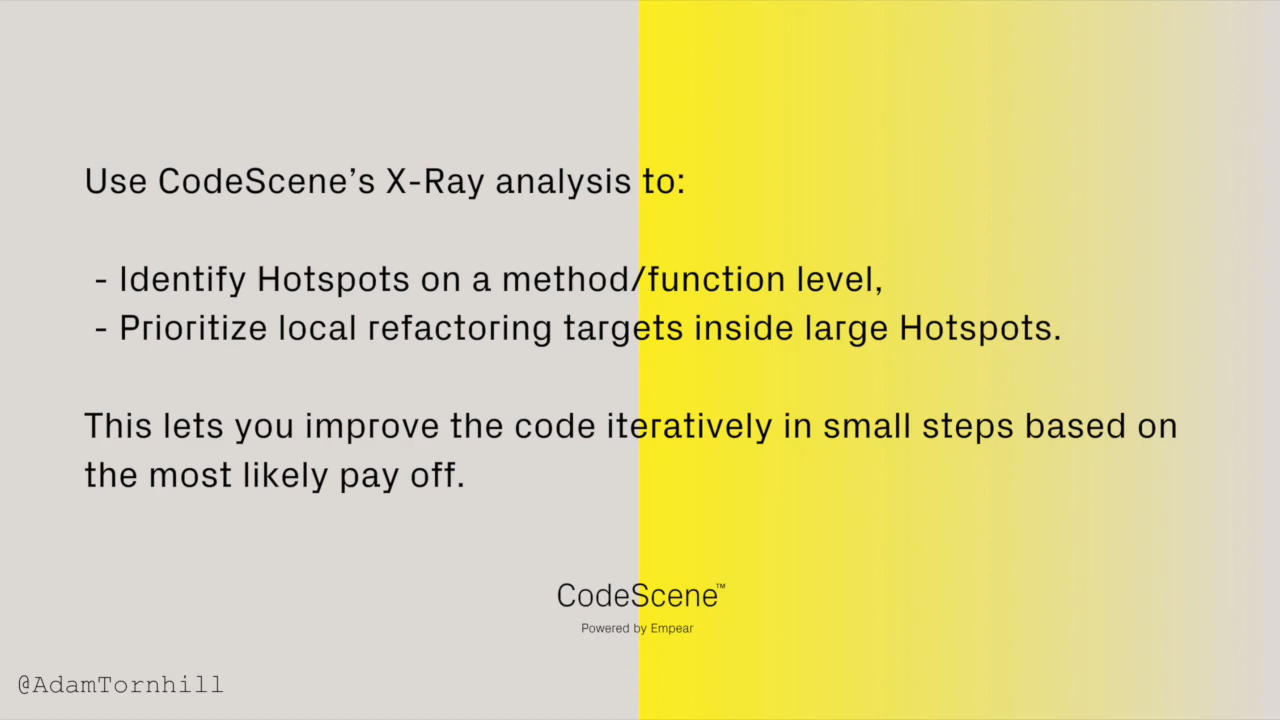 Use CodeScene’s X-Ray analysis to:
- Identify Hotspots on a method/function level,
- Prioritize local refactoring targets inside large Hotspots.
This lets you improve the code iteratively in small steps based on
the most likely pay off.
CodeScene™
Powered by Empear
@AdamTornhill